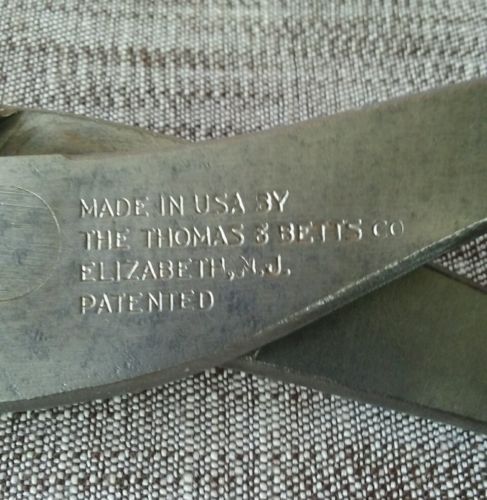 MADE IN USA BY
THE THOMAS & BETTS CO
ELIZABETH, N.J.
PATENTED